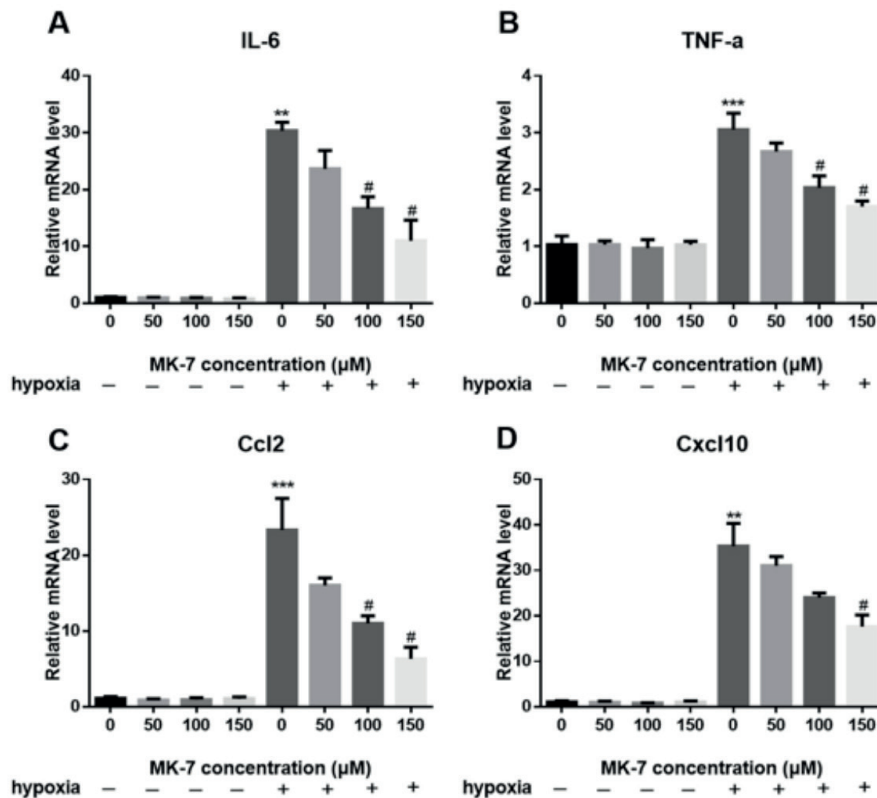 A
IL-6
Relative mRNA level
40
30
20
10
0
**
#
#
0 50 100 150 0 50 100 150
MK-7 concentration (μM)
hypoxia – – – – + + + +
B
TNF-a
Relative mRNA level
4
3
2
1
0
***
#
#
0 50 100 150 0 50 100 150
MK-7 concentration (μM)
hypoxia – – – – + + + +
C
Ccl2
Relative mRNA level
30
20
10
0
***
#
#
0 50 100 150 0 50 100 150
MK-7 concentration (μM)
hypoxia – – – – + + + +
D
Cxcl10
Relative mRNA level
50
40
30
20
10
0
**
#
0 50 100 150 0 50 100 150
MK-7 concentration (μM)
hypoxia – – – – + + + +